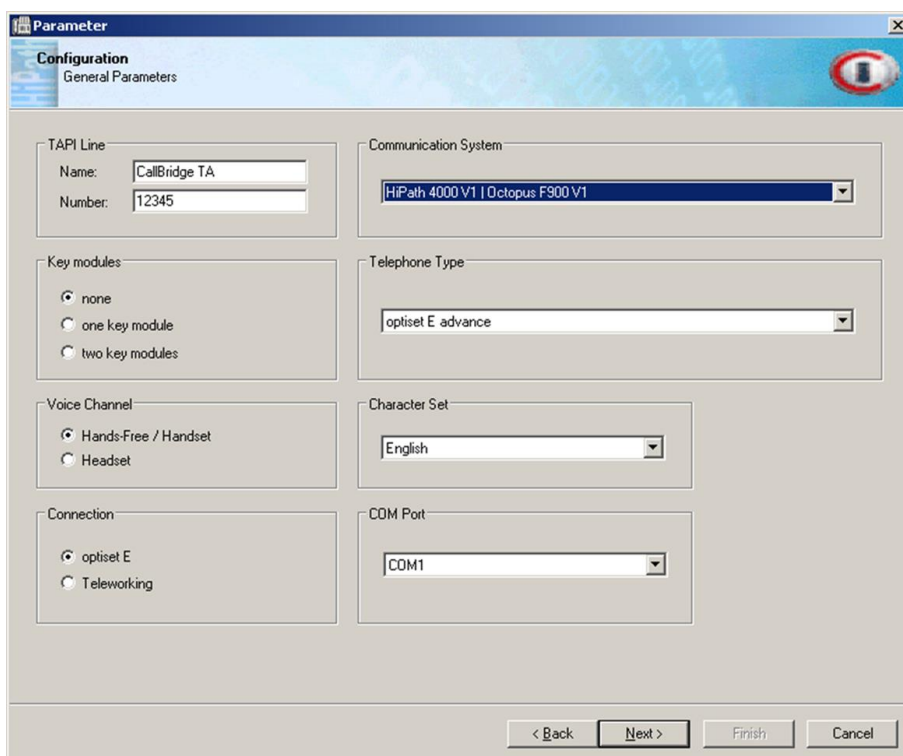 Parameter
Configuration
General Parameters
TAPI Line
Name: CallBridge TA
Number: 12345
Communication System
HiPath 4000 V1 | Octopus F900 V1
Key modules
none
one key module
two key modules
Telephone Type
optiset E advance
Voice Channel
Hands-Free / Handset
Headset
Character Set
English
Connection
optiset E
Teleworking
COM Port
COM1
< Back
Next >
Finish
Cancel